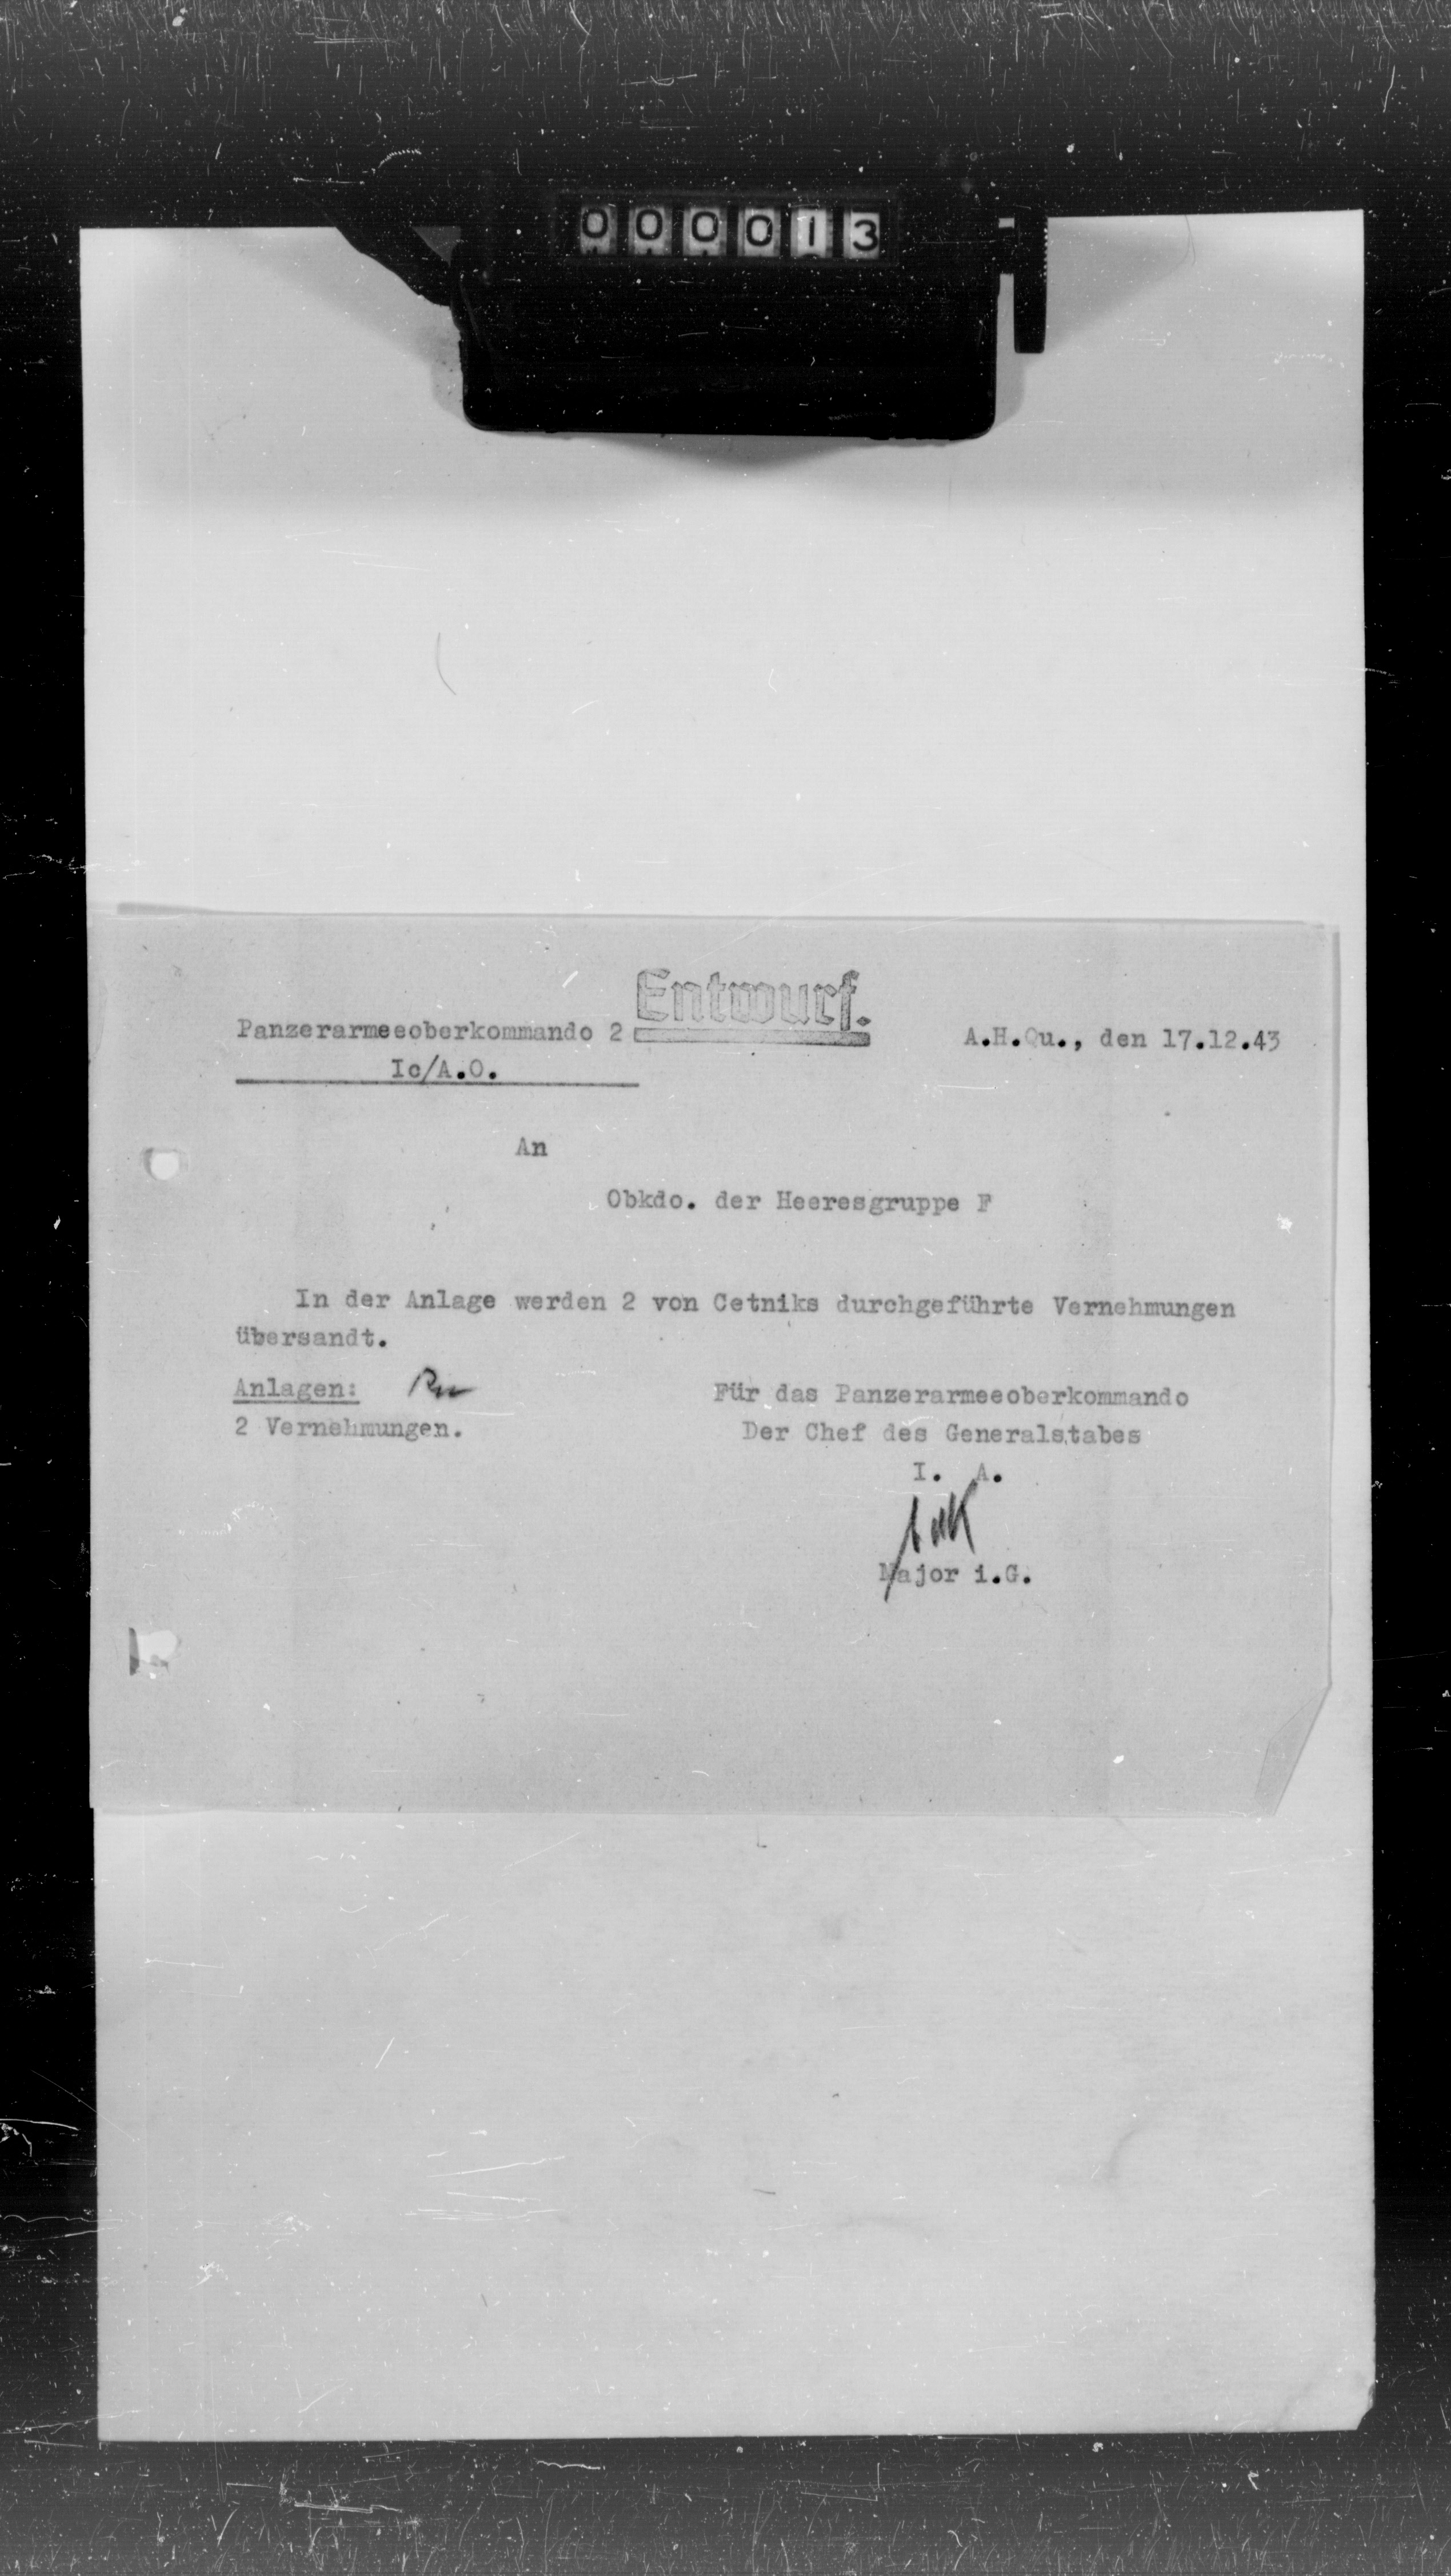 000013
Entwurf.
Panzerarmeeoberkommando 2
A.H.Qu., den 17.12.43
Ic/A.O.
An
Obkdo. der Heeresgruppe F
In der Anlage werden 2 von Cetniks durchgeführte Vernehmungen
übersandt.
Anlagen:
2 Vernehmungen.
Für das Panzerarmeeoberkommando
Der Chef des Generalstabes
I. A.
Major i.G.